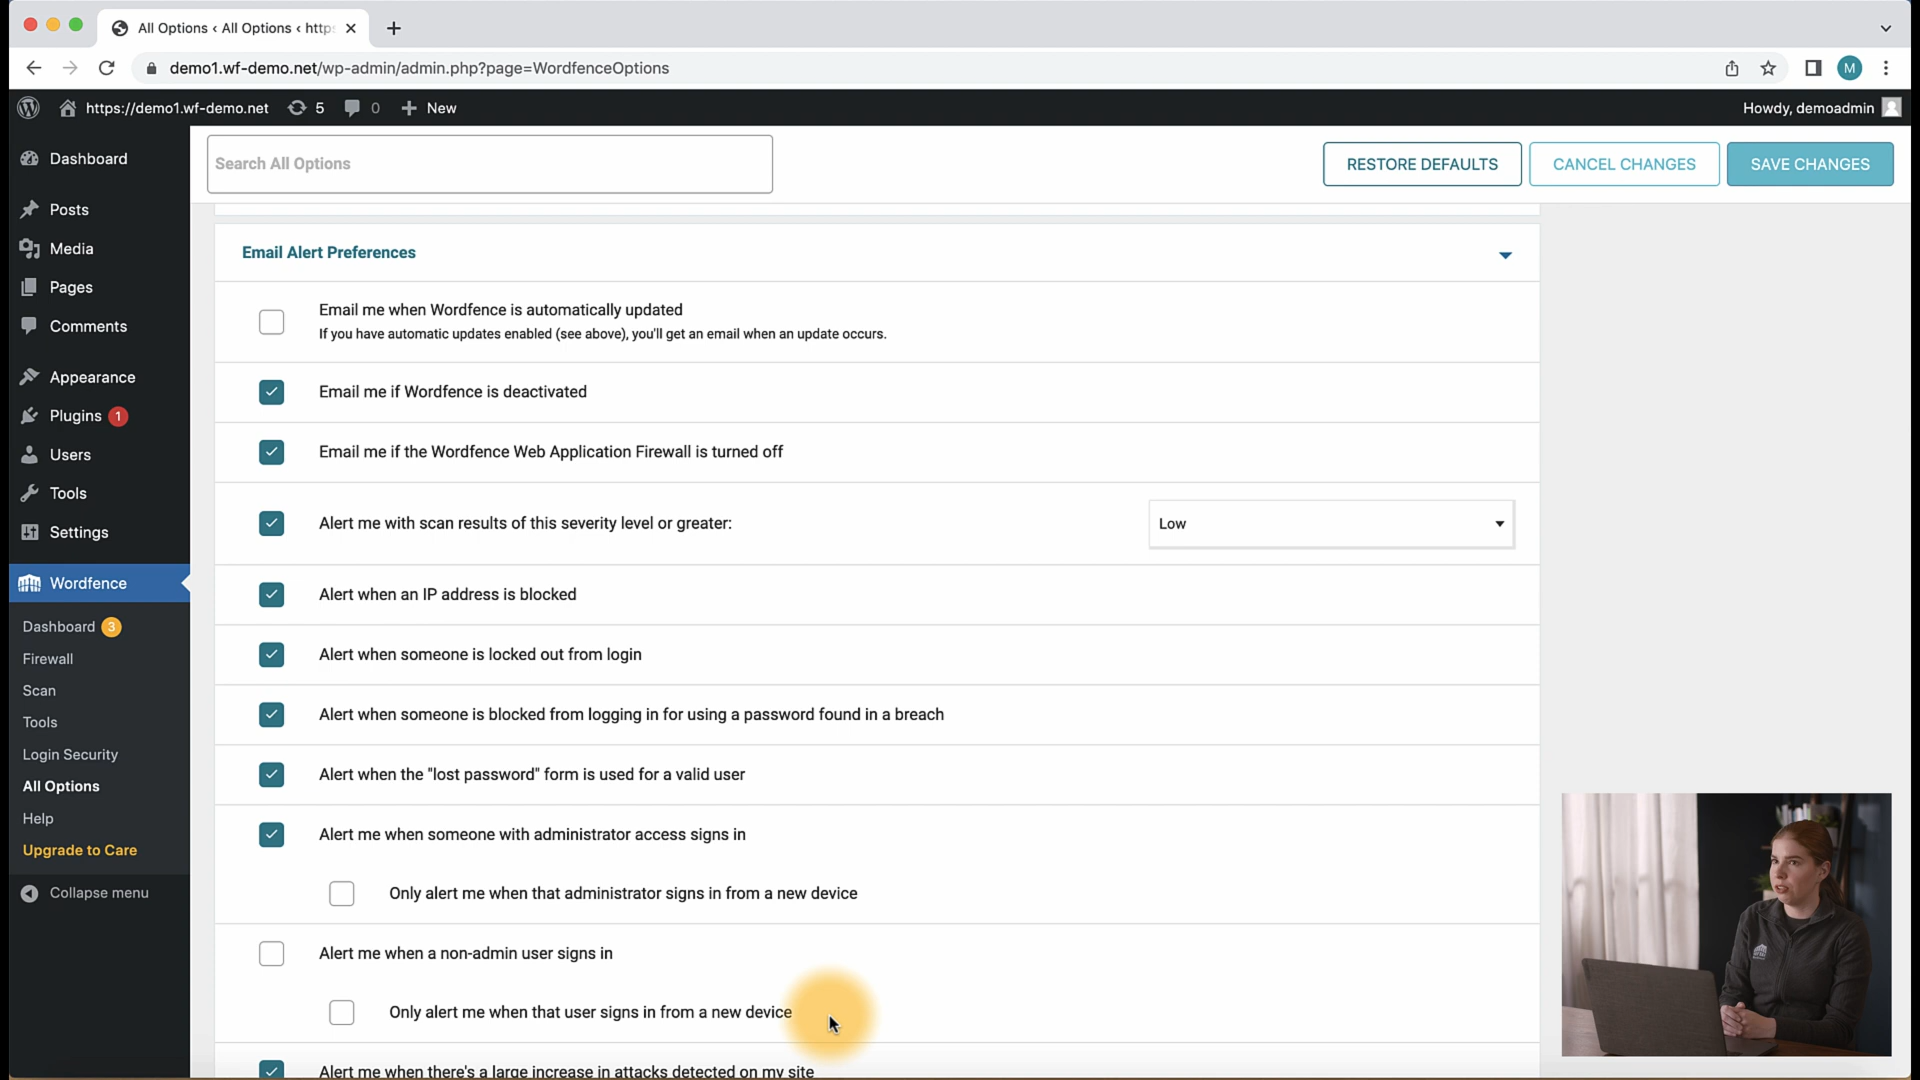 All Options ‹ All Options ‹ http
demo1.wf-demo.net/wp-admin/admin.php?page=WordfenceOptions
M
https://demo1.wf-demo.net
5
0
New
Howdy, demoadmin
Dashboard
Posts
Media
Pages
Comments
Appearance
Plugins 1
Users
Tools
Settings
Wordfence
Dashboard 3
Firewall
Scan
Tools
Login Security
All Options
Help
Upgrade to Care
Collapse menu
Search All Options
RESTORE DEFAULTS
CANCEL CHANGES
SAVE CHANGES
Email Alert Preferences
Email me when Wordfence is automatically updated
If you have automatic updates enabled (see above), you'll get an email when an update occurs.
Email me if Wordfence is deactivated
Email me if the Wordfence Web Application Firewall is turned off
Alert me with scan results of this severity level or greater:
Low
Alert when an IP address is blocked
Alert when someone is locked out from login
Alert when someone is blocked from logging in for using a password found in a breach
Alert when the "lost password" form is used for a valid user
Alert me when someone with administrator access signs in
Only alert me when that administrator signs in from a new device
Alert me when a non-admin user signs in
Only alert me when that user signs in from a new device
Alert me when there's a large increase in attacks detected on my site